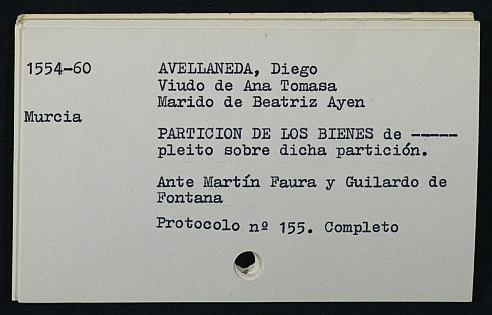 1554-60
AVELLANEDA, Diego
Viudo de Ana Tomasa
Marido de Beatriz Ayen
Murcia
PARTICION DE LOS BIENES de -----
pleito sobre dicha partición.
Ante Martín Faura y Guilardo de
Fontana
Protocolo nº 155. Completo